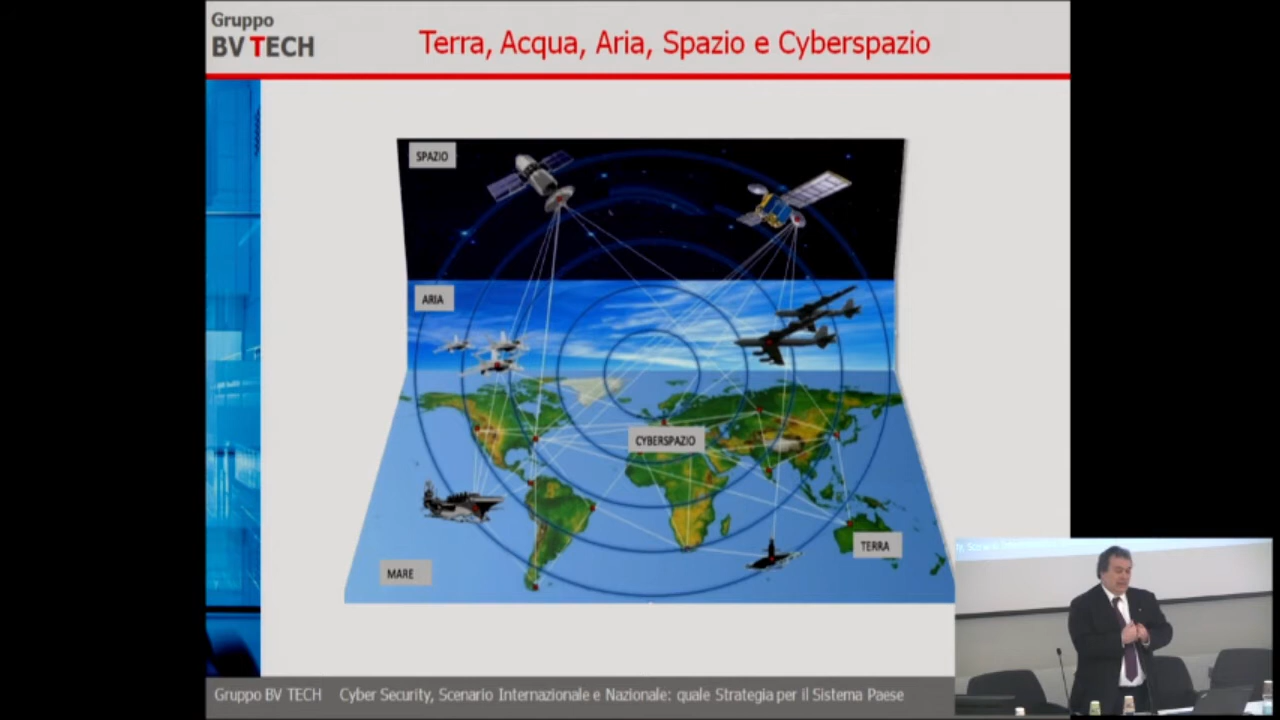 Gruppo
BV TECH
Terra, Acqua, Aria, Spazio e Cyberspazio
SPAZIO
ARIA
CYBERSPAZIO
TERRA
MARE
Gruppo BV TECH Cyber Security, Scenario Internazionale e Nazionale: quale Strategia per il Sistema Paese